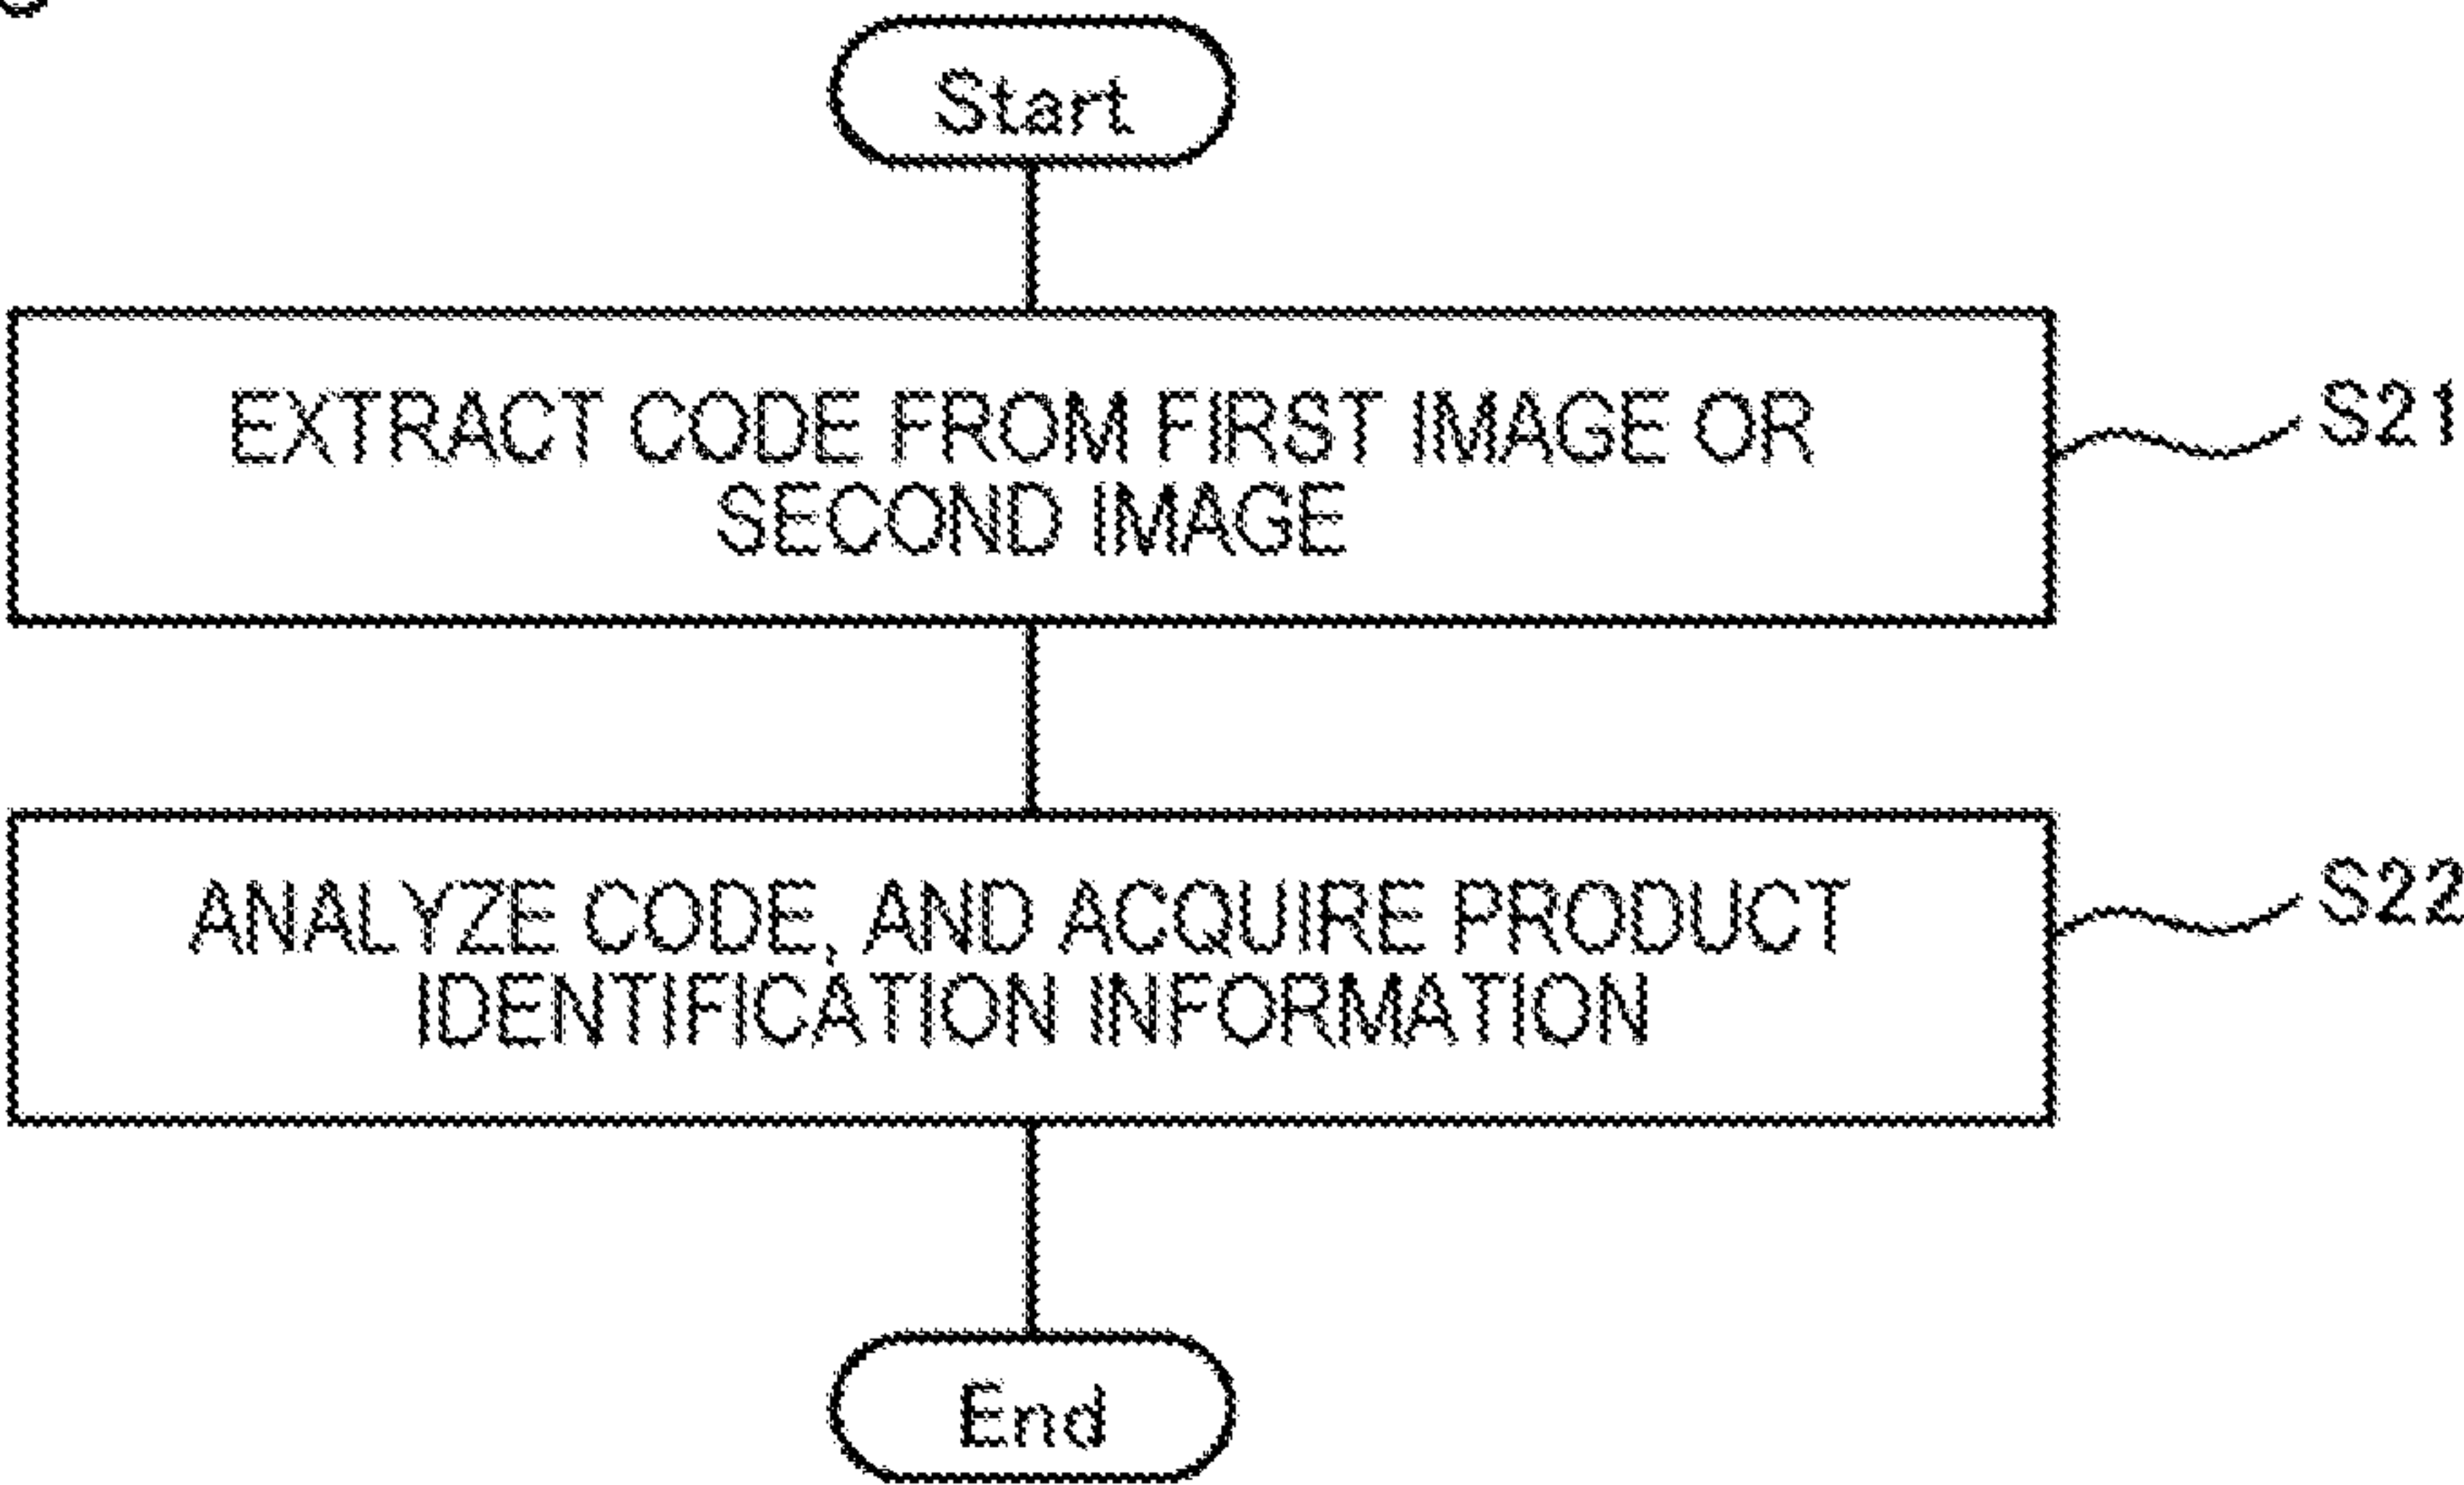 Start
EXTRACT CODE FROM FIRST IMAGE OR
SECOND IMAGE
S21
ANALYZE CODE, AND ACQUIRE PRODUCT
IDENTIFICATION INFORMATION
S22
End